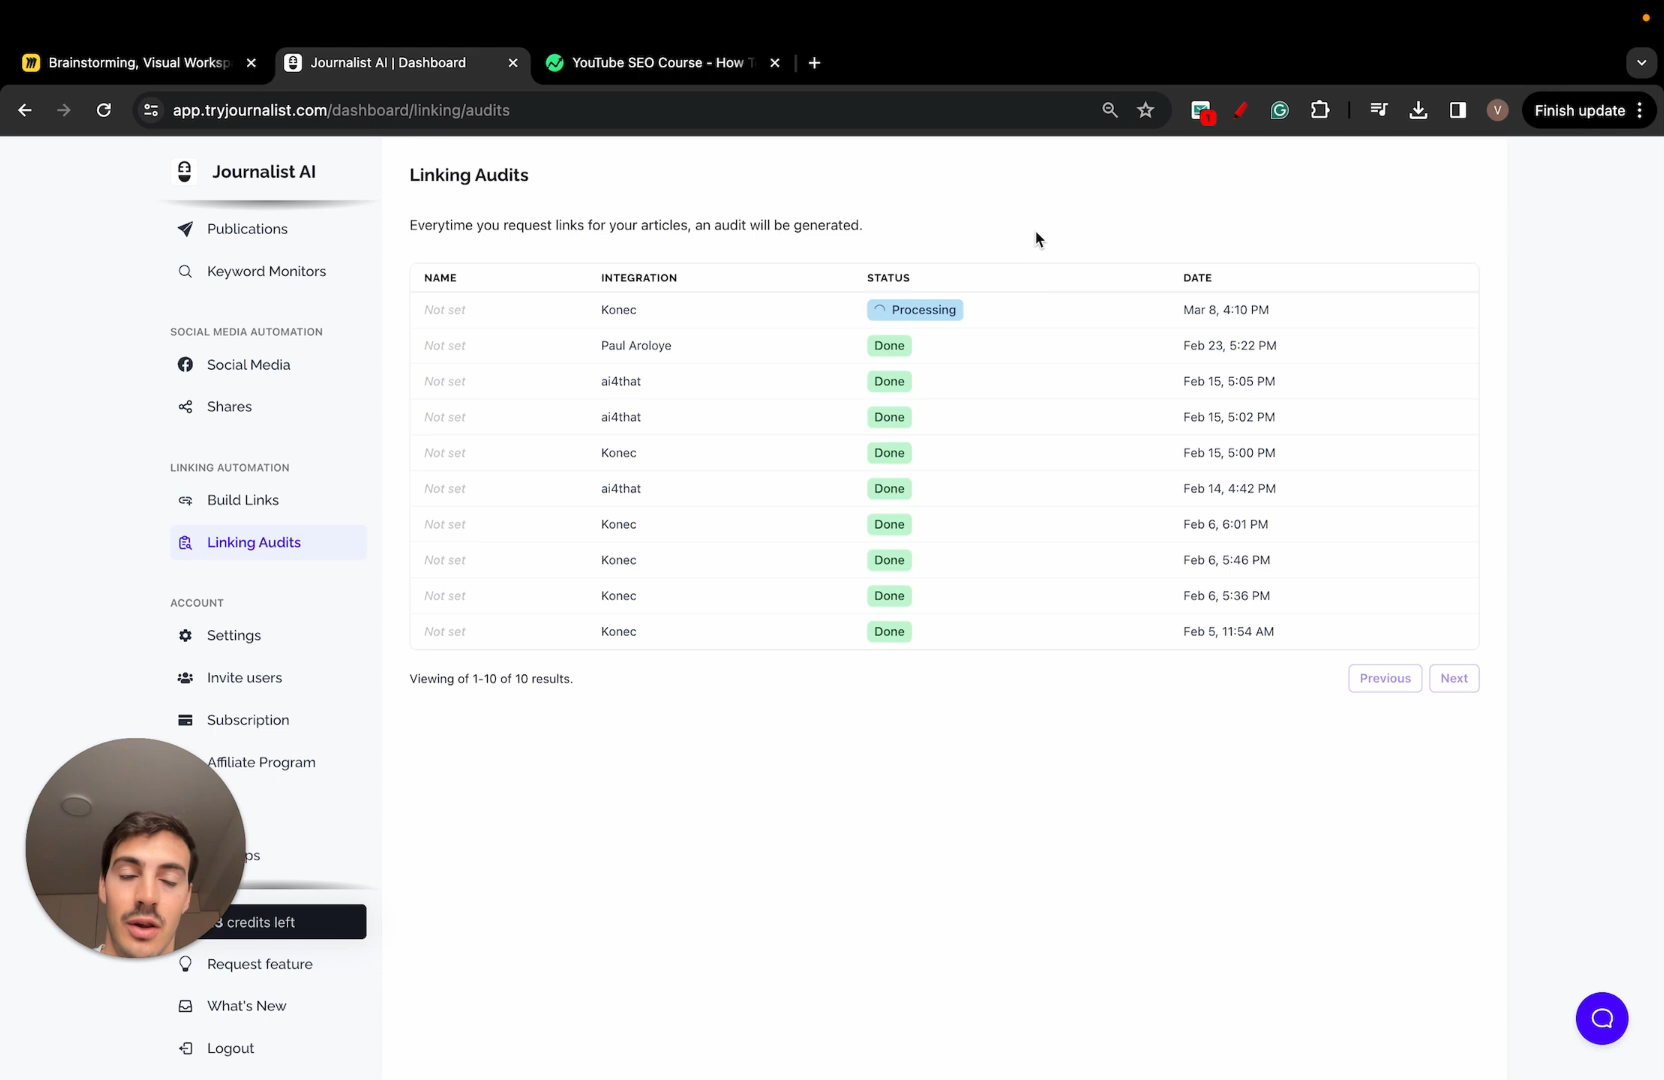 Brainstorming, Visual Worksp
Journalist AI | Dashboard
YouTube SEO Course - How T
app.tryjournalist.com/dashboard/linking/audits
1
V
Finish update
Journalist AI
Publications
Keyword Monitors
SOCIAL MEDIA AUTOMATION
Social Media
Shares
LINKING AUTOMATION
Build Links
Linking Audits
ACCOUNT
Settings
Invite users
Subscription
Affiliate Program
ps
3 credits left
Request feature
What's New
Logout
Linking Audits
Everytime you request links for your articles, an audit will be generated.
NAME INTEGRATION STATUS DATE
Not set Konec Processing Mar 8, 4:10 PM
Not set Paul Aroloye Done Feb 23, 5:22 PM
Not set ai4that Done Feb 15, 5:05 PM
Not set ai4that Done Feb 15, 5:02 PM
Not set Konec Done Feb 15, 5:00 PM
Not set ai4that Done Feb 14, 4:42 PM
Not set Konec Done Feb 6, 6:01 PM
Not set Konec Done Feb 6, 5:46 PM
Not set Konec Done Feb 6, 5:36 PM
Not set Konec Done Feb 5, 11:54 AM
Viewing of 1-10 of 10 results.
Previous Next